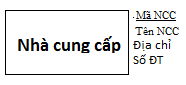 Nhà cung cấp
Mã NCC
Tên NCC
Địa chỉ
Số ĐT